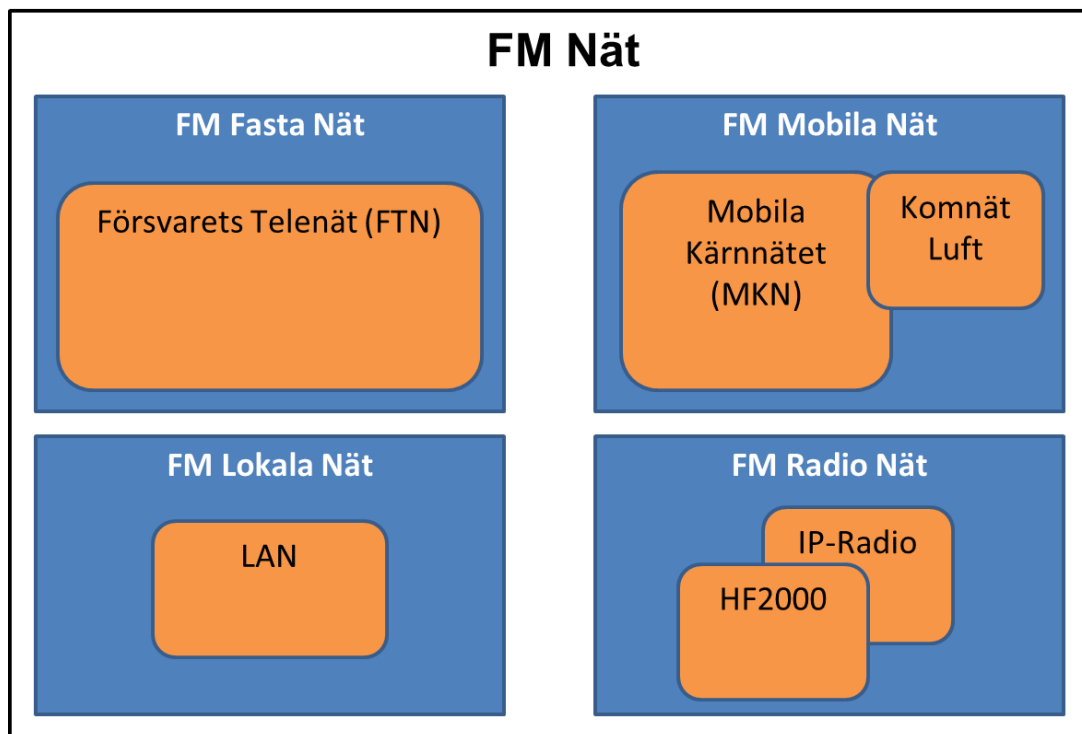 FM Nät
FM Fasta Nät
Försvarets Telenät (FTN)
FM Mobila Nät
Mobila
Kärnnätet
(MKN)
Komnät
Luft
FM Lokala Nät
LAN
FM Radio Nät
IP-Radio
HF2000